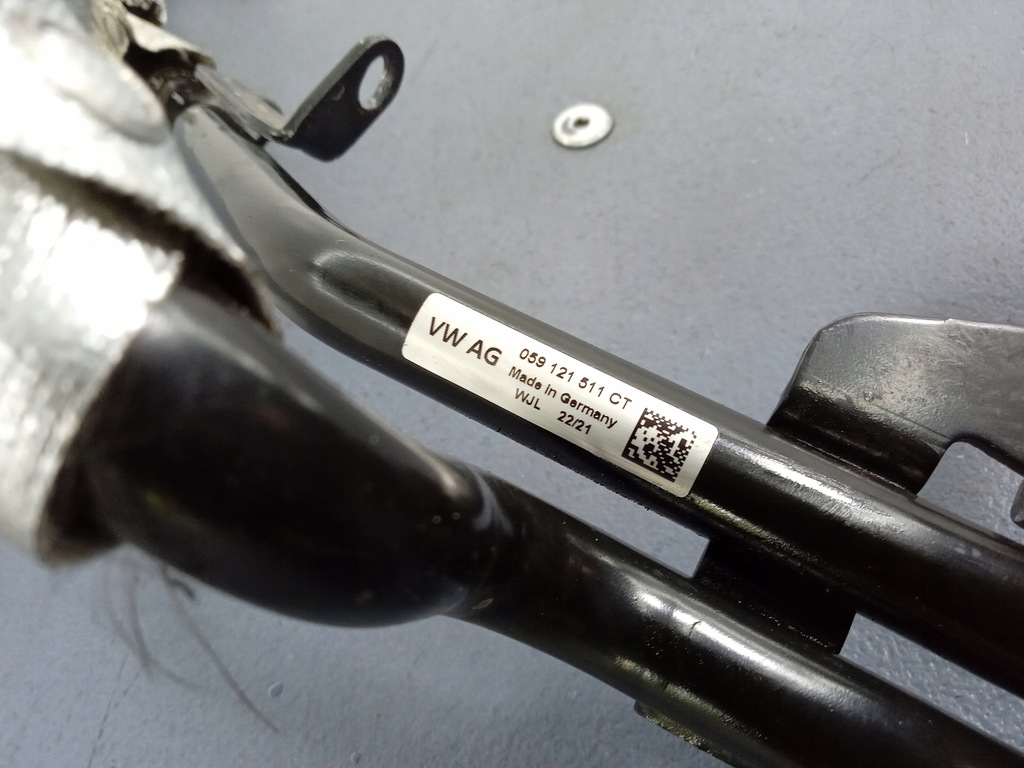 VW AG
059 121 511 CT
Made in Germany
WJL 22/21